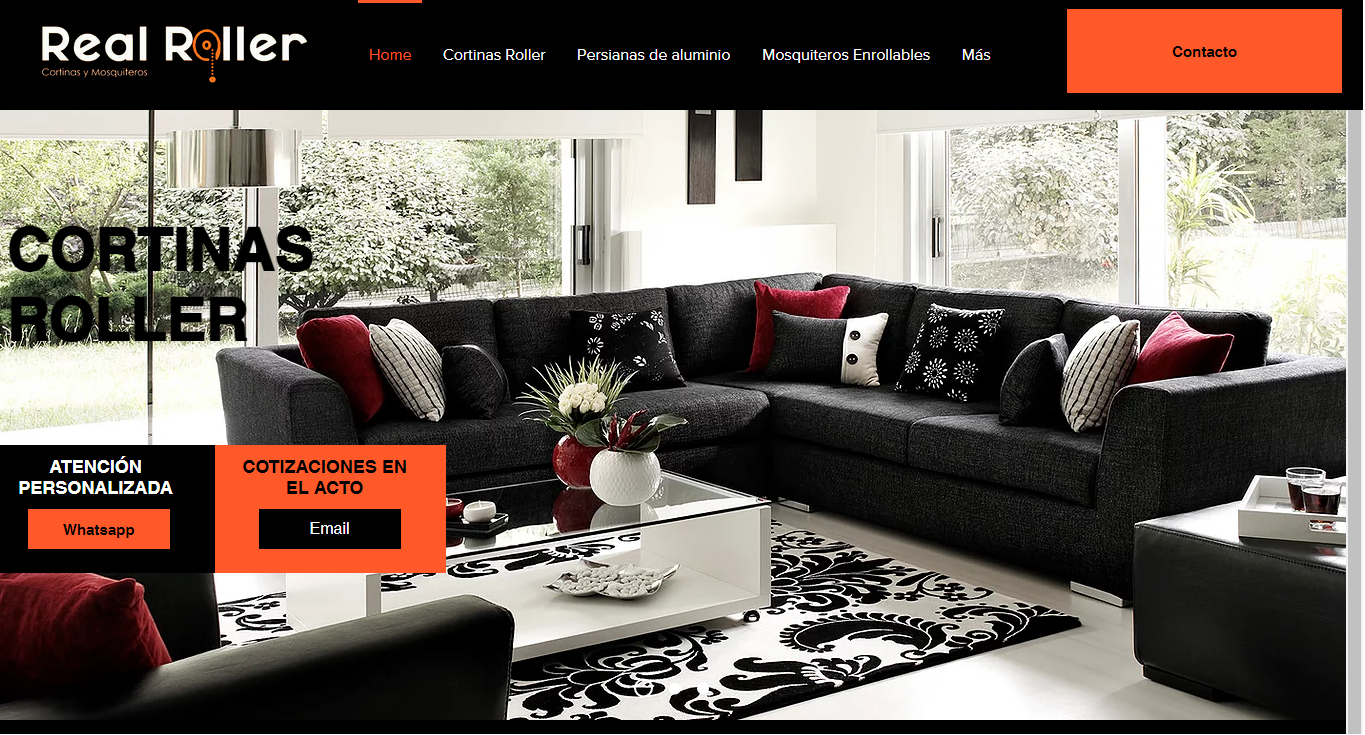 Real Roller
Cortinas y Mosquiteros
Home
Cortinas Roller
Persianas de aluminio
Mosquiteros Enrollables
Más
Contacto
CORTINAS
ROLLER
ATENCIÓN
PERSONALIZADA
Whatsapp
COTIZACIONES EN
EL ACTO
Email